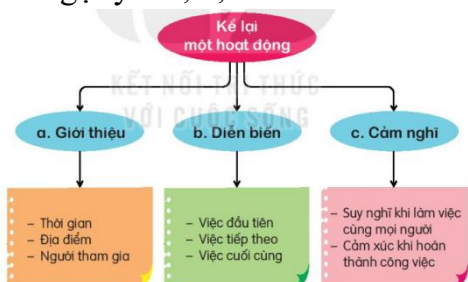 Kể lại
một hoạt động
KẾT NỐI TRI THỨC
VỚI CUỘC SỐNG
a. Giới thiệu
b. Diễn biến
c. Cảm nghĩ
– Thời gian
– Địa điểm
– Người tham gia
– Việc đầu tiên
– Việc tiếp theo
– Việc cuối cùng
– Suy nghĩ khi làm việc
cùng mọi người
– Cảm xúc khi hoàn
thành công việc